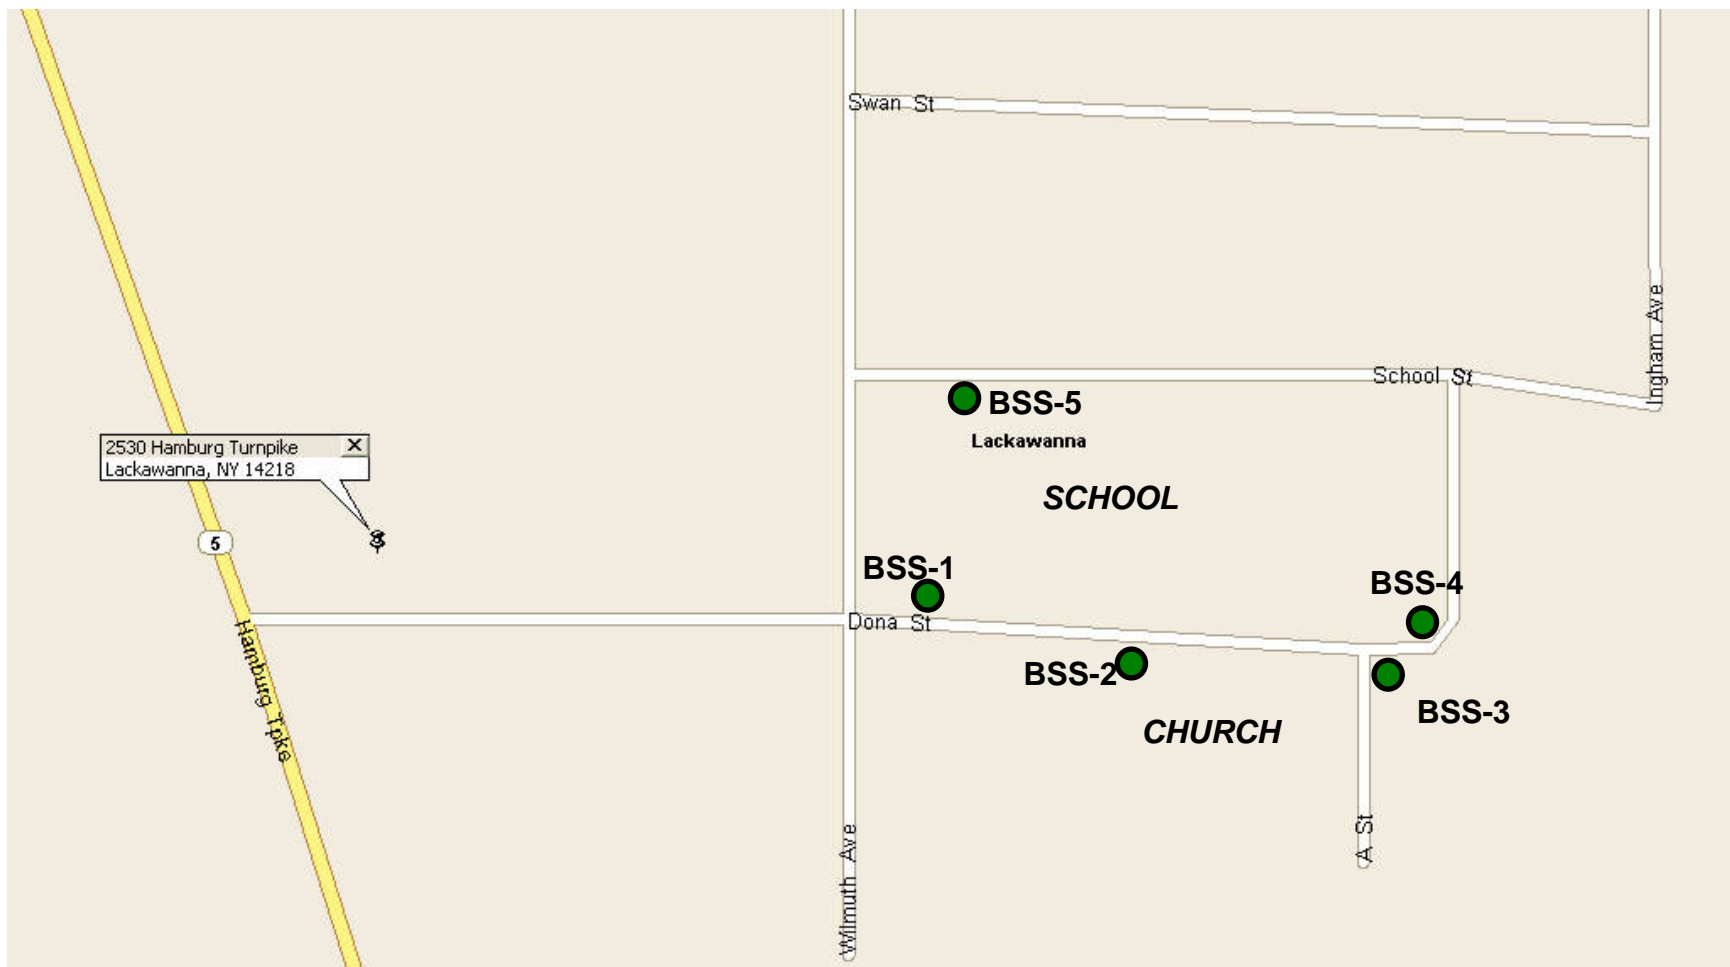 Swan St
Ingham Ave
School St
BSS-5
Lackawanna
2530 Hamburg Turnpike
Lackawanna, NY 14218
SCHOOL
5
BSS-1
BSS-4
Dona St
Hamburg Tpke
BSS-2
BSS-3
CHURCH
A St
Wilmuth Ave